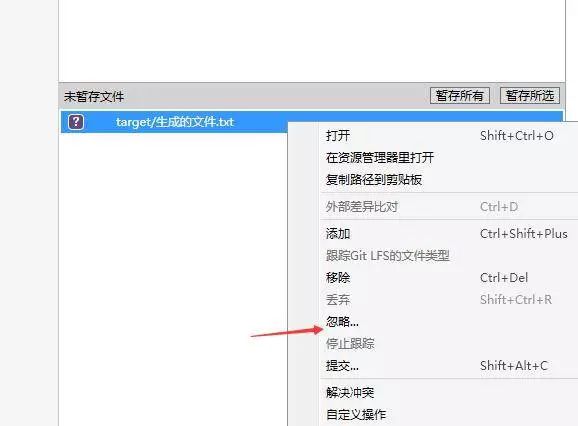 未暂存文件 暂存所有 暂存所选
? target/生成的文件.txt
打开 Shift+Ctrl+O
在资源管理器里打开
复制路径到剪贴板
外部差异比对 Ctrl+D
添加 Ctrl+Shift+Plus
跟踪Git LFS的文件类型
移除 Ctrl+Del
丢弃 Shift+Ctrl+R
忽略...
停止跟踪
提交... Shift+Alt+C
解决冲突
自定义操作